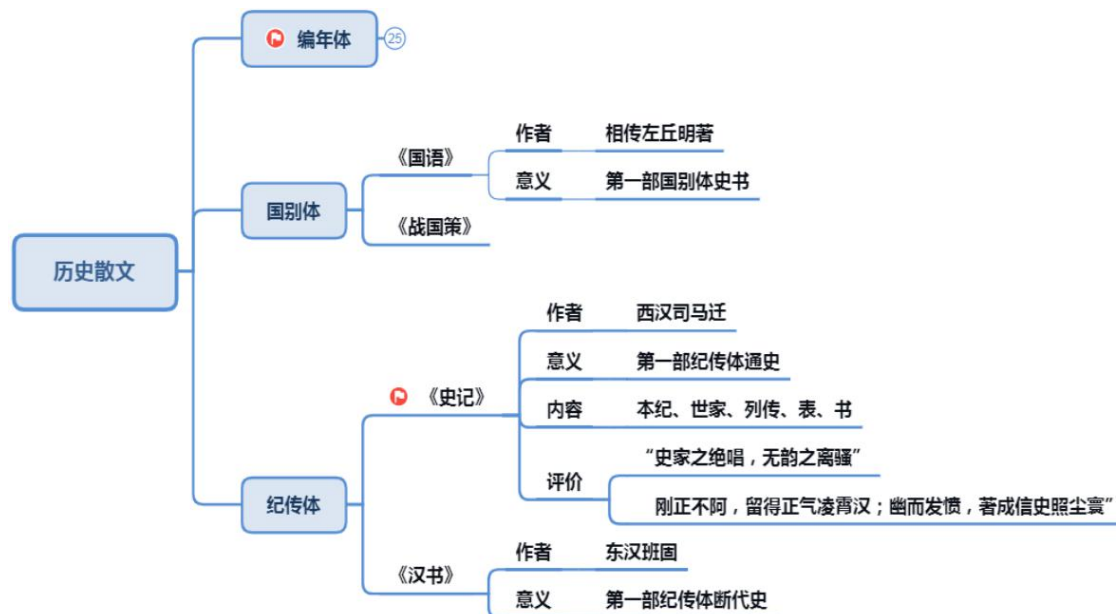 编年体 25
作者 相传左丘明著
《国语》
意义 第一部国别体史书
国别体
《战国策》
历史散文
作者 西汉司马迁
意义 第一部纪传体通史
《史记》
内容 本纪、世家、列传、表、书
“史家之绝唱，无韵之离骚”
评价
刚正不阿，留得正气凌霄汉；幽而发愤，著成信史照尘寰”
纪传体
作者 东汉班固
《汉书》
意义 第一部纪传体断代史